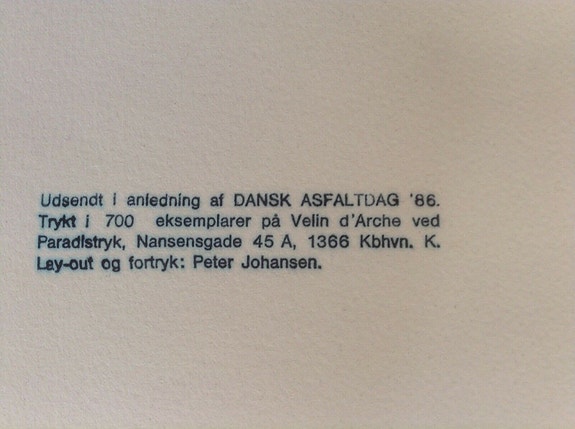 Udsendt i anledning af DANSK ASFALTDAG '86.
Trykt i 700 eksemplarer på Velin d'Arche ved
Paradistryk, Nansensgade 45 A, 1366 Kbhvn. K.
Lay-out og fortryk: Peter Johansen.